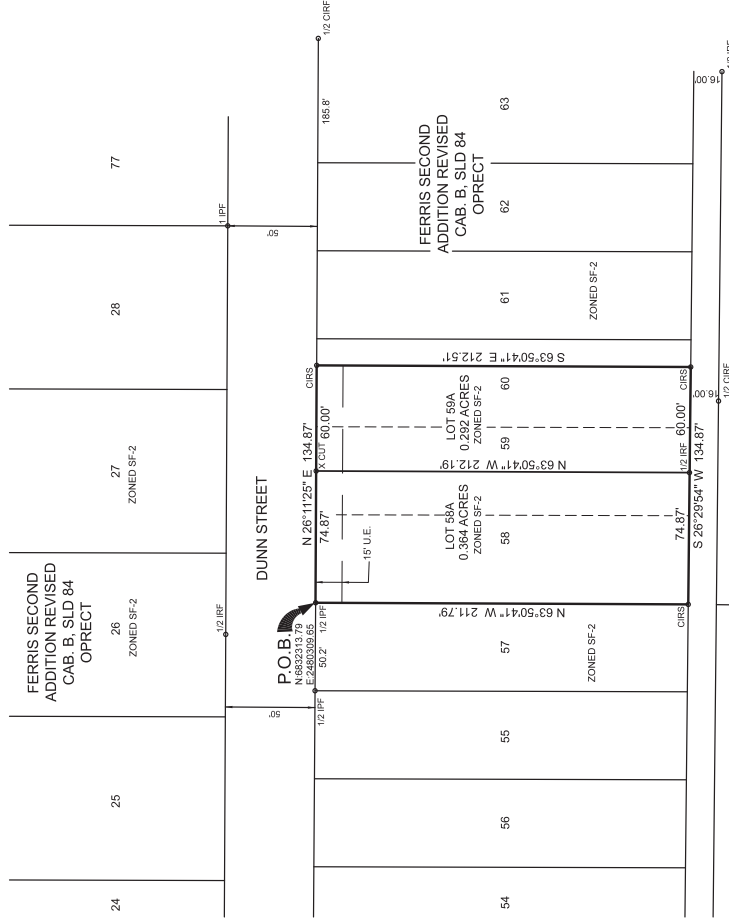 77
28
27
ZONED SF-2
26
ZONED SF-2
25
24
FERRIS SECOND
ADDITION REVISED
CAB. B, SLD 84
OPRECT
1 IPF
1/2 IRF
50'
50'
DUNN STREET
1/2 CIRF
185.8'
CIRS
N 26°11'25" E 134.87'
X CUT 60.00'
74.87'
P.O.B.
N:6832313.79
E:2480309.65
1/2 IPF
50.2'
1/2 IPF
15' U.E.
FERRIS SECOND
ADDITION REVISED
CAB. B, SLD 84
OPRECT
63
62
61
ZONED SF-2
S 63°50'41" E 212.51'
60
LOT 59A
0.292 ACRES
ZONED SF-2
59
N 63°50'41" W 212.19'
LOT 58A
0.364 ACRES
ZONED SF-2
58
N 63°50'41" W 211.79'
57
ZONED SF-2
55
56
54
CIRS
1/2 IRF 60.00'
74.87'
CIRS
S 26°29'54" W 134.87'
16.00'
16.00'
1/2 CIRF